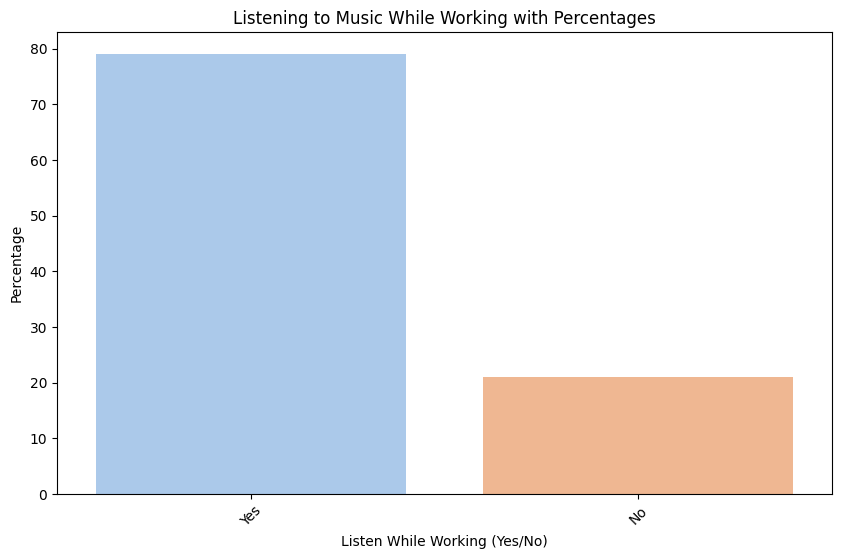 Listening to Music While Working with Percentages
80
70
60
50
40
30
20
10
0
Percentage
Yes
No
Listen While Working (Yes/No)